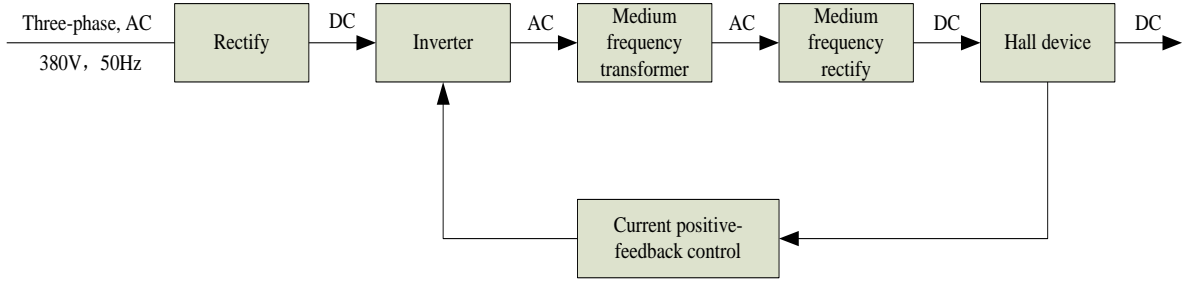 Three-phase, AC
380V，50Hz
Rectify
DC
Inverter
AC
Medium
frequency
transformer
AC
Medium
frequency
rectify
DC
Hall device
DC
Current positive-
feedback control